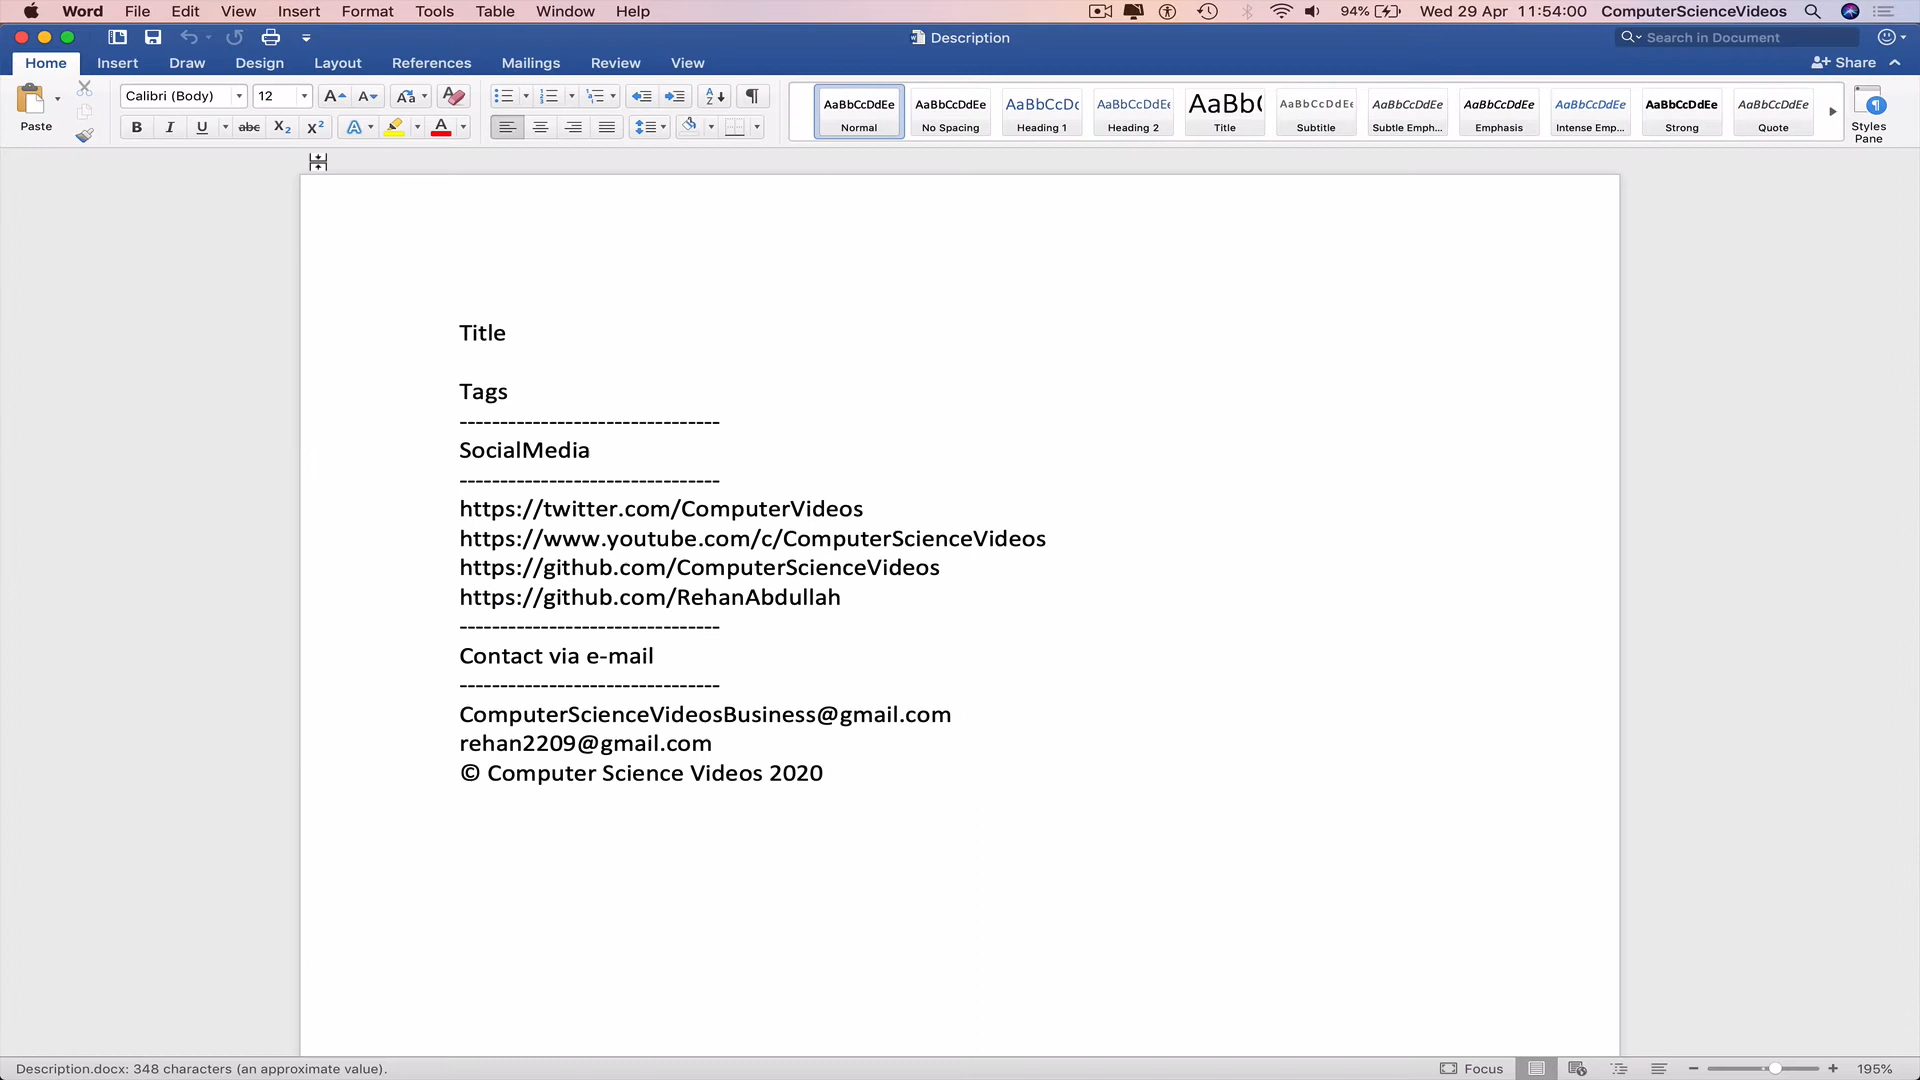 Word File Edit View Insert Format Tools Table Window Help 94% Wed 29 Apr 11:54:00 ComputerScienceVideos
Description Search in Document
Home Insert Draw Design Layout References Mailings Review View Share
Paste Calibri (Body) 12
AaBbCcDdEe AaBbCcDdEe AaBbCcDc AaBbCcDdEe AaBb( AaBbCcDdEe AaBbCcDdEe AaBbCcDdEe AaBbCcDdEe AaBbCcDdEe AaBbCcDdEe
Normal No Spacing Heading 1 Heading 2 Title Subtitle Subtle Emph... Emphasis Intense Emp... Strong Quote Styles Pane
Title
Tags
--------------------------------
SocialMedia
--------------------------------
https://twitter.com/ComputerVideos
https://www.youtube.com/c/ComputerScienceVideos
https://github.com/ComputerScienceVideos
https://github.com/RehanAbdullah
--------------------------------
Contact via e-mail
--------------------------------
ComputerScienceVideosBusiness@gmail.com
rehan2209@gmail.com
© Computer Science Videos 2020
Description.docx: 348 characters (an approximate value). Focus 195%